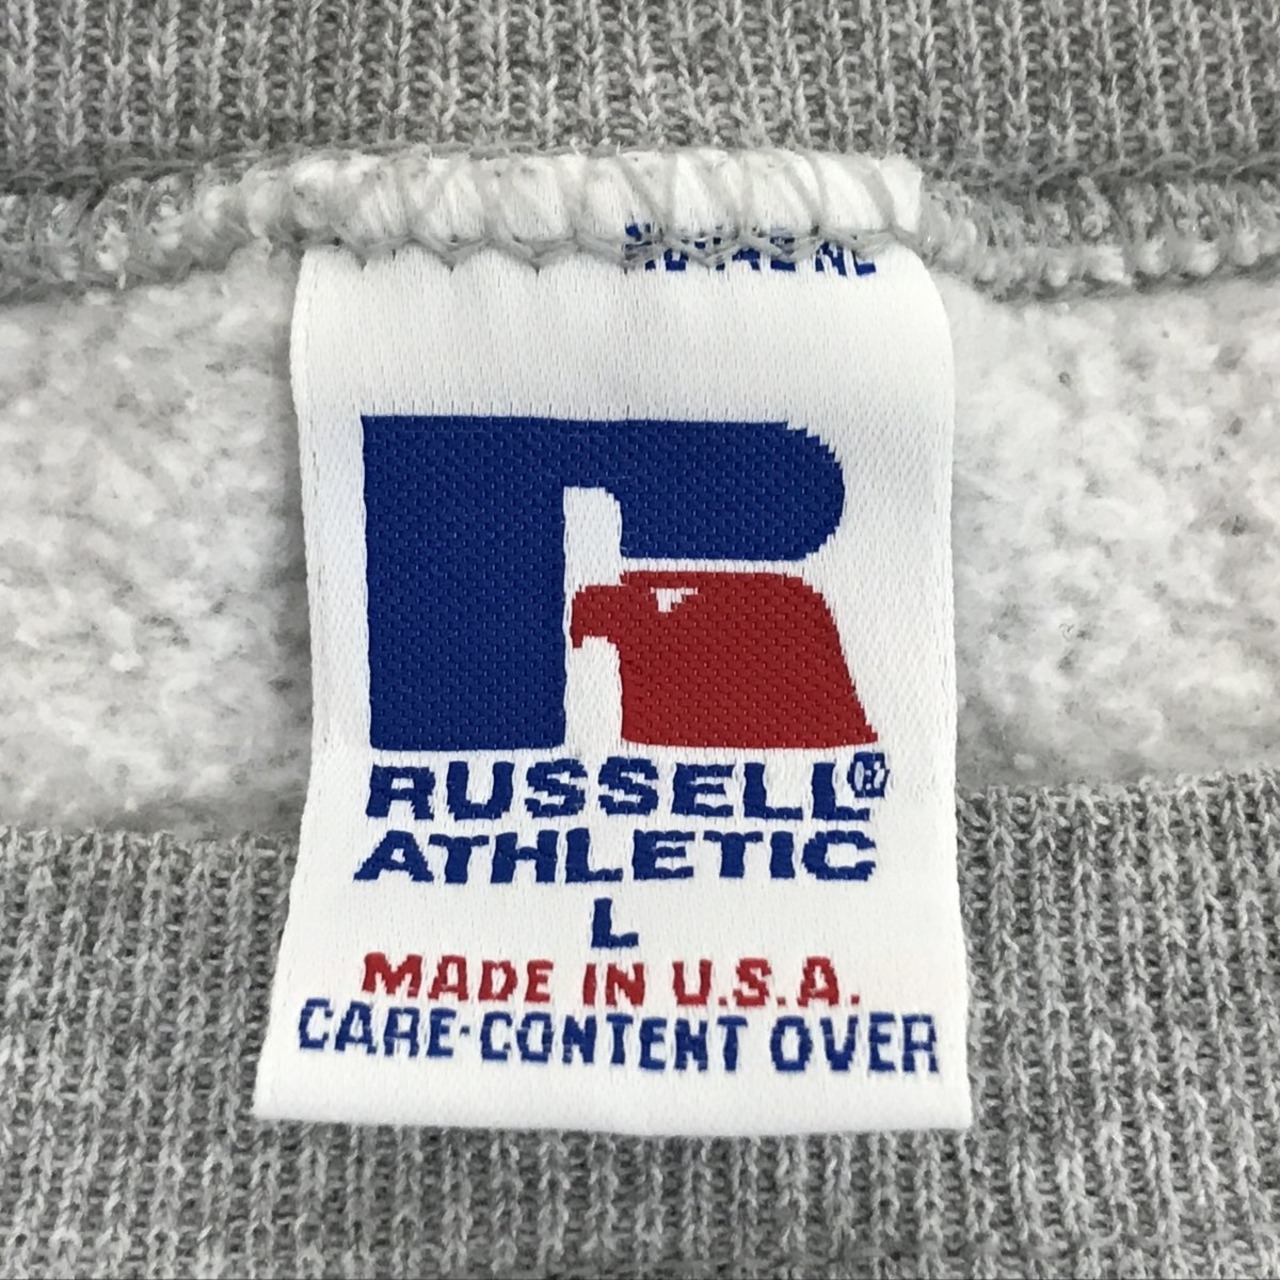 RUSSELL®
ATHLETIC
L
MADE IN U.S.A.
CARE-CONTENT OVER